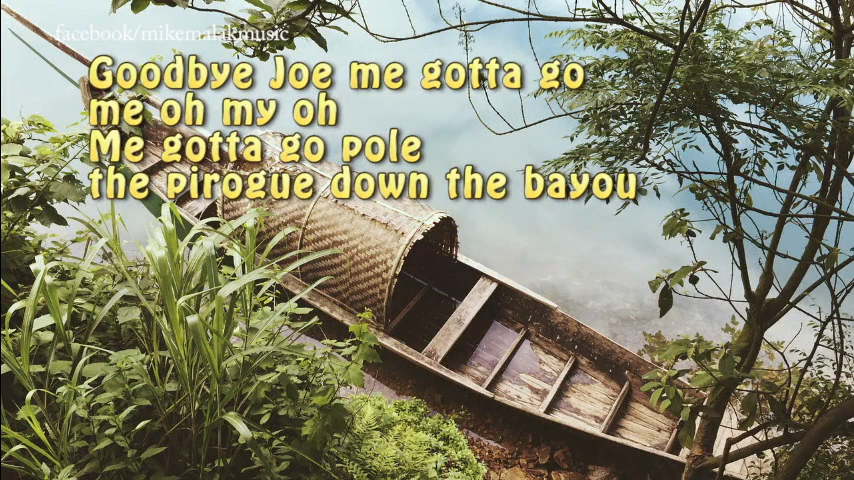 facebook/mikemalakmusic
Goodbye Joe me gotta go
me oh my oh
Me gotta go pole
the pirogue down the bayou